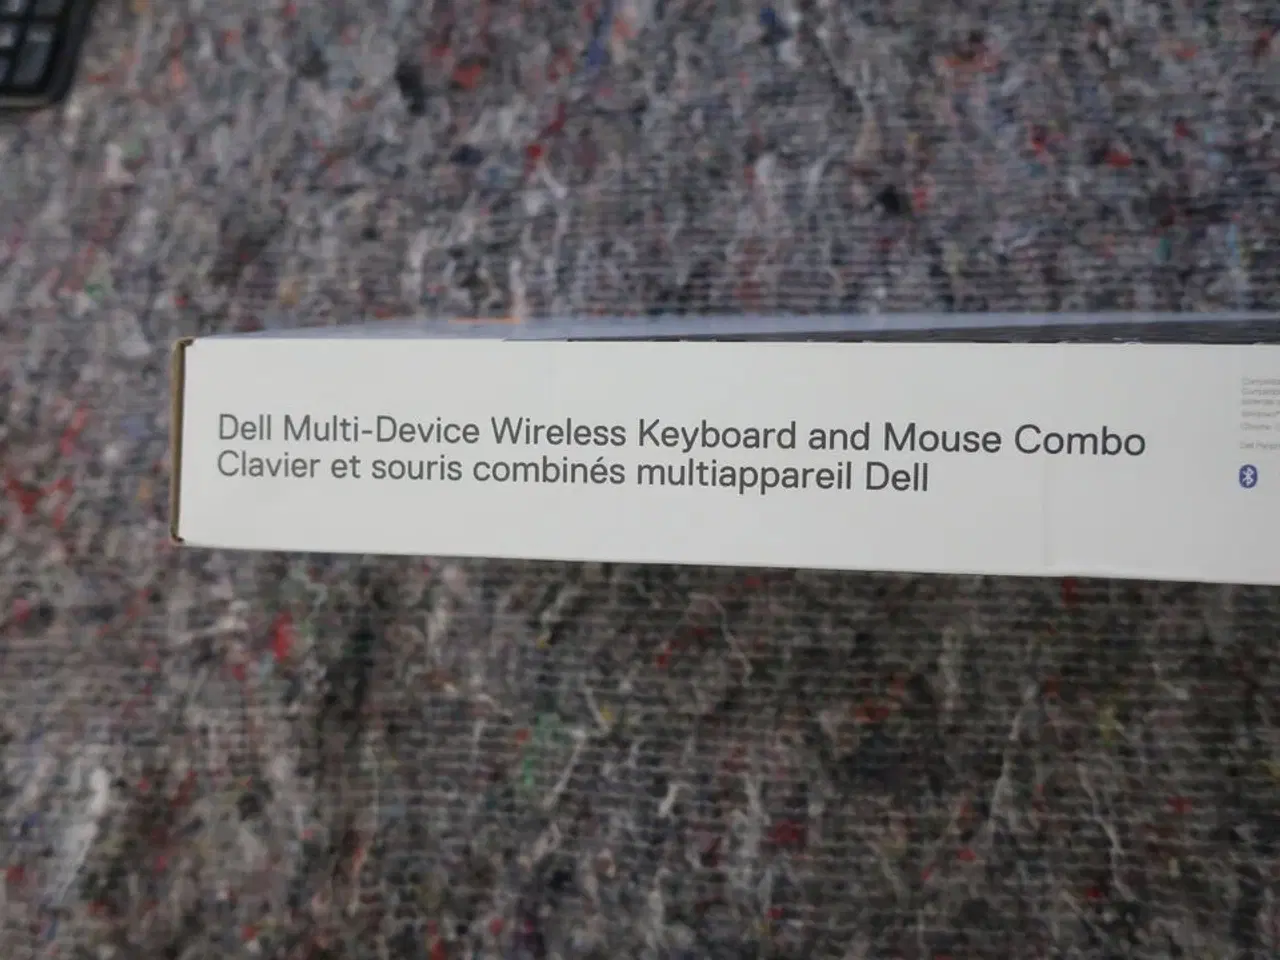 Dell Multi-Device Wireless Keyboard and Mouse Combo
Clavier et souris combinés multiappareil Dell